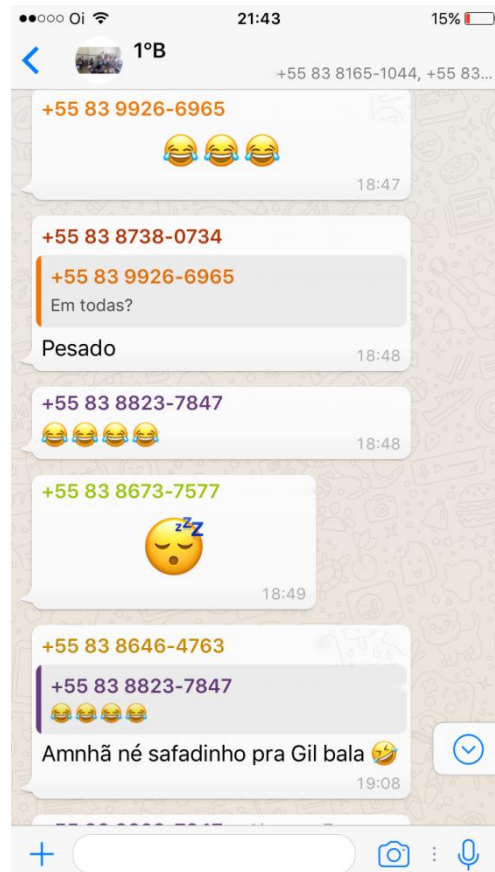 Oi 21:43 15%
1°B
+55 83 8165-1044, +55 83...
+55 83 9926-6965
😂😂😂
18:47
+55 83 8738-0734
+55 83 9926-6965
Em todas?
Pesado
18:48
+55 83 8823-7847
😂😂😂😂
18:48
+55 83 8673-7577
😴
18:49
+55 83 8646-4763
+55 83 8823-7847
😂😂😂😂
Amnhã né safadinho pra Gil bala 🤣
19:08